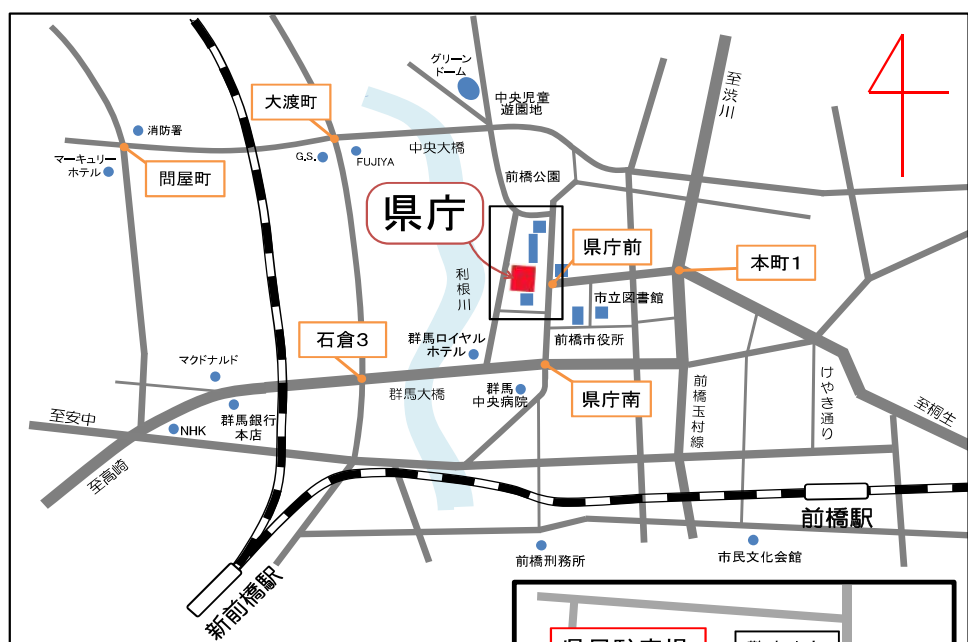 グリーン
ドーム
中央児童
遊園地
至渋川
大渡町
消防署
マーキュリー
ホテル
問屋町
G.S.
FUJIYA
中央大橋
前橋公園
県庁
県庁前
本町1
利根川
市立図書館
前橋市役所
石倉3
群馬ロイヤル
ホテル
マクドナルド
群馬大橋
群馬
中央病院
県庁南
前橋玉村線
けやき通り
至桐生
至安中
群馬銀行
本店
NHK
至高崎
前橋駅
新前橋駅
前橋刑務所
市民文化会館